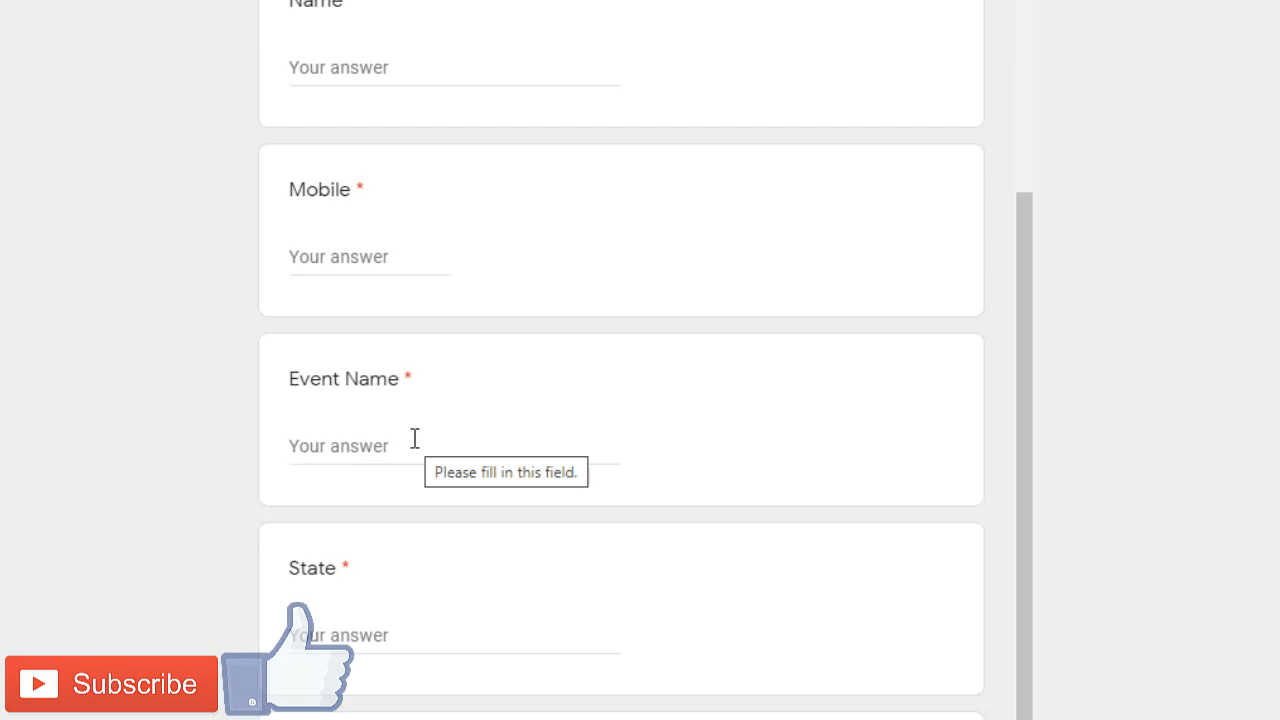 Name
Your answer
Mobile *
Your answer
Event Name *
Your answer
Please fill in this field.
State *
Your answer
Subscribe